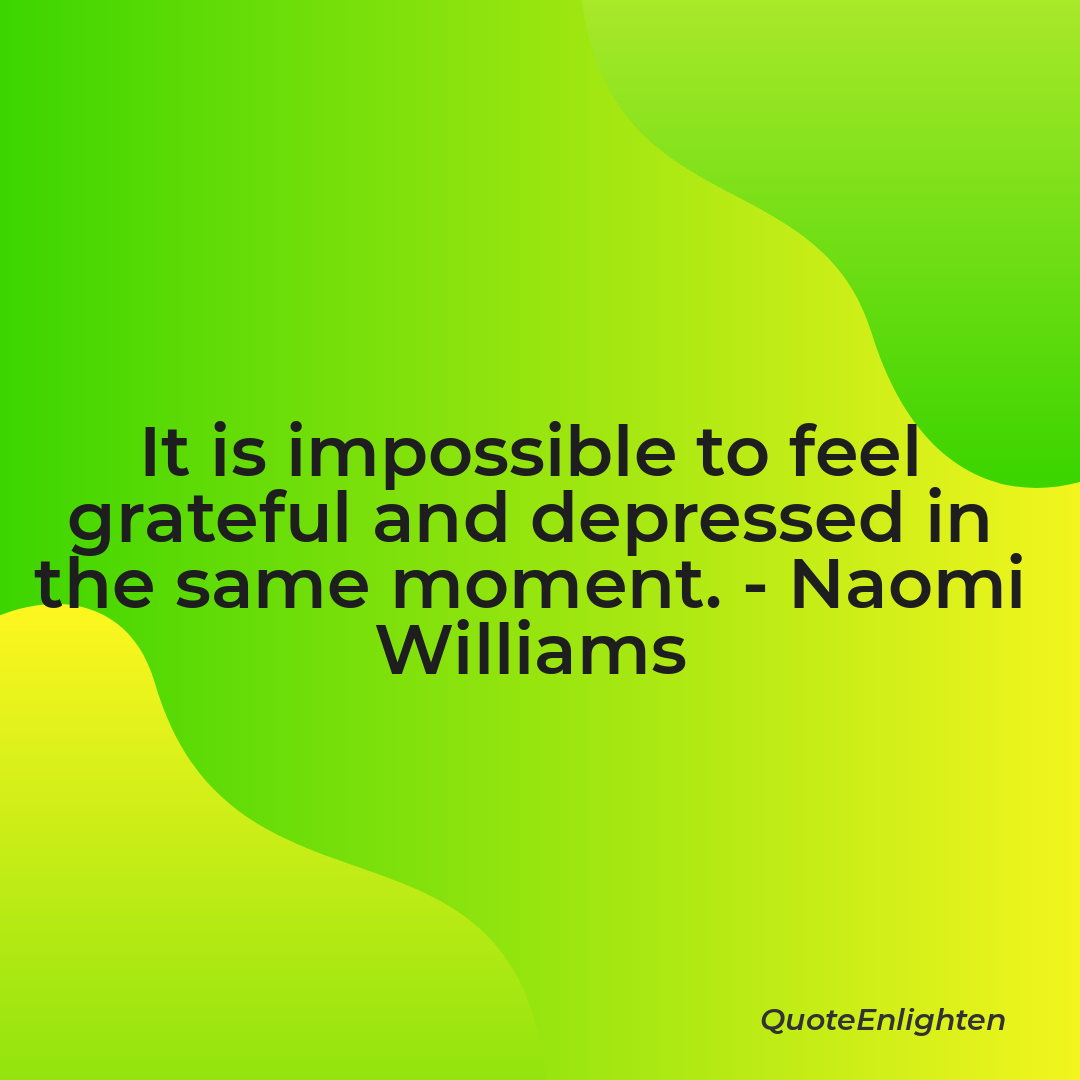 It is impossible to feel
grateful and depressed in
the same moment. - Naomi
Williams
QuoteEnlighten